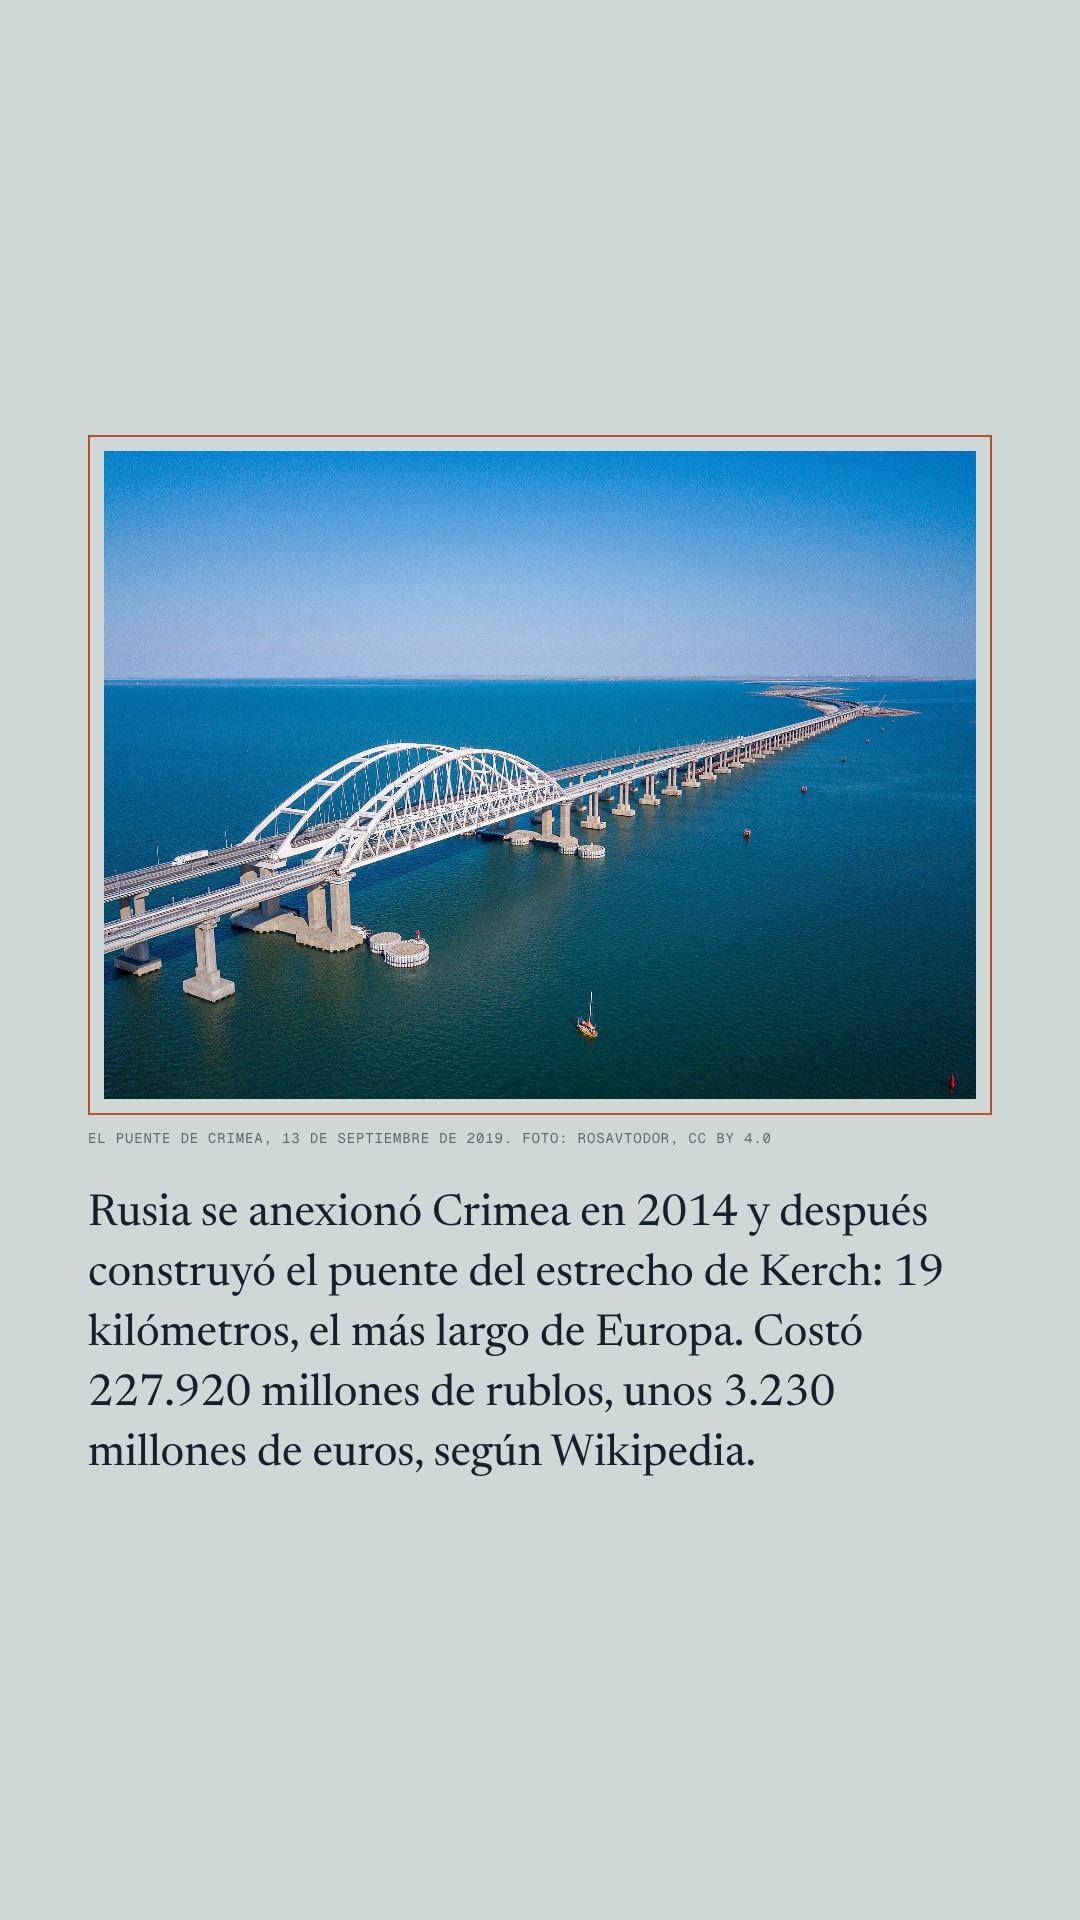 EL PUENTE DE CRIMEA, 13 DE SEPTIEMBRE DE 2019. FOTO: ROSAVTODOR, CC BY 4.0
Rusia se anexionó Crimea en 2014 y después
construyó el puente del estrecho de Kerch: 19
kilómetros, el más largo de Europa. Costó
227.920 millones de rublos, unos 3.230
millones de euros, según Wikipedia.